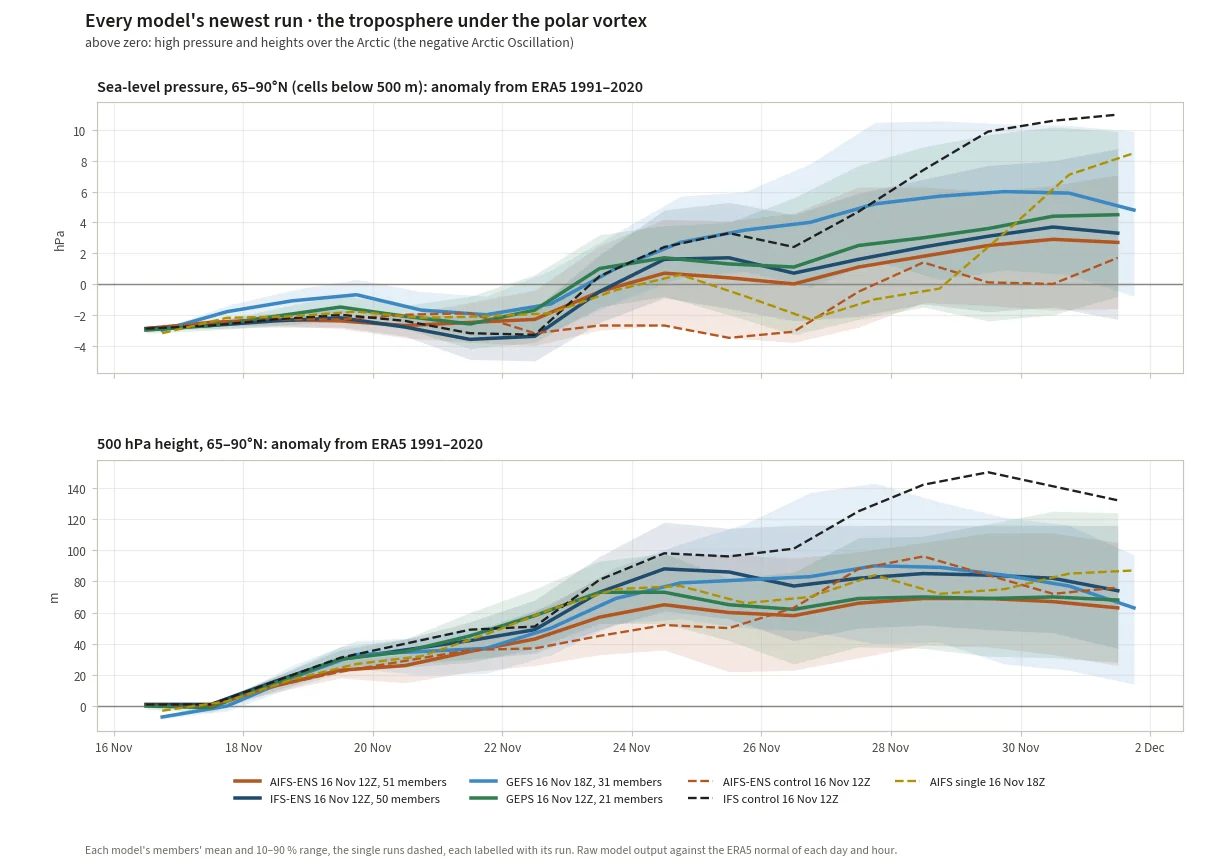 Every model's newest run · the troposphere under the polar vortex
above zero: high pressure and heights over the Arctic (the negative Arctic Oscillation)
Sea-level pressure, 65–90°N (cells below 500 m): anomaly from ERA5 1991–2020
10
8
6
4
2
0
−2
−4
hPa
500 hPa height, 65–90°N: anomaly from ERA5 1991–2020
140
120
100
80
60
40
20
0
m
16 Nov 18 Nov 20 Nov 22 Nov 24 Nov 26 Nov 28 Nov 30 Nov 2 Dec
AIFS-ENS 16 Nov 12Z, 51 members GEFS 16 Nov 18Z, 31 members AIFS-ENS control 16 Nov 12Z AIFS single 16 Nov 18Z
IFS-ENS 16 Nov 12Z, 50 members GEPS 16 Nov 12Z, 21 members IFS control 16 Nov 12Z
Each model's members' mean and 10–90 % range, the single runs dashed, each labelled with its run. Raw model output against the ERA5 normal of each day and hour.